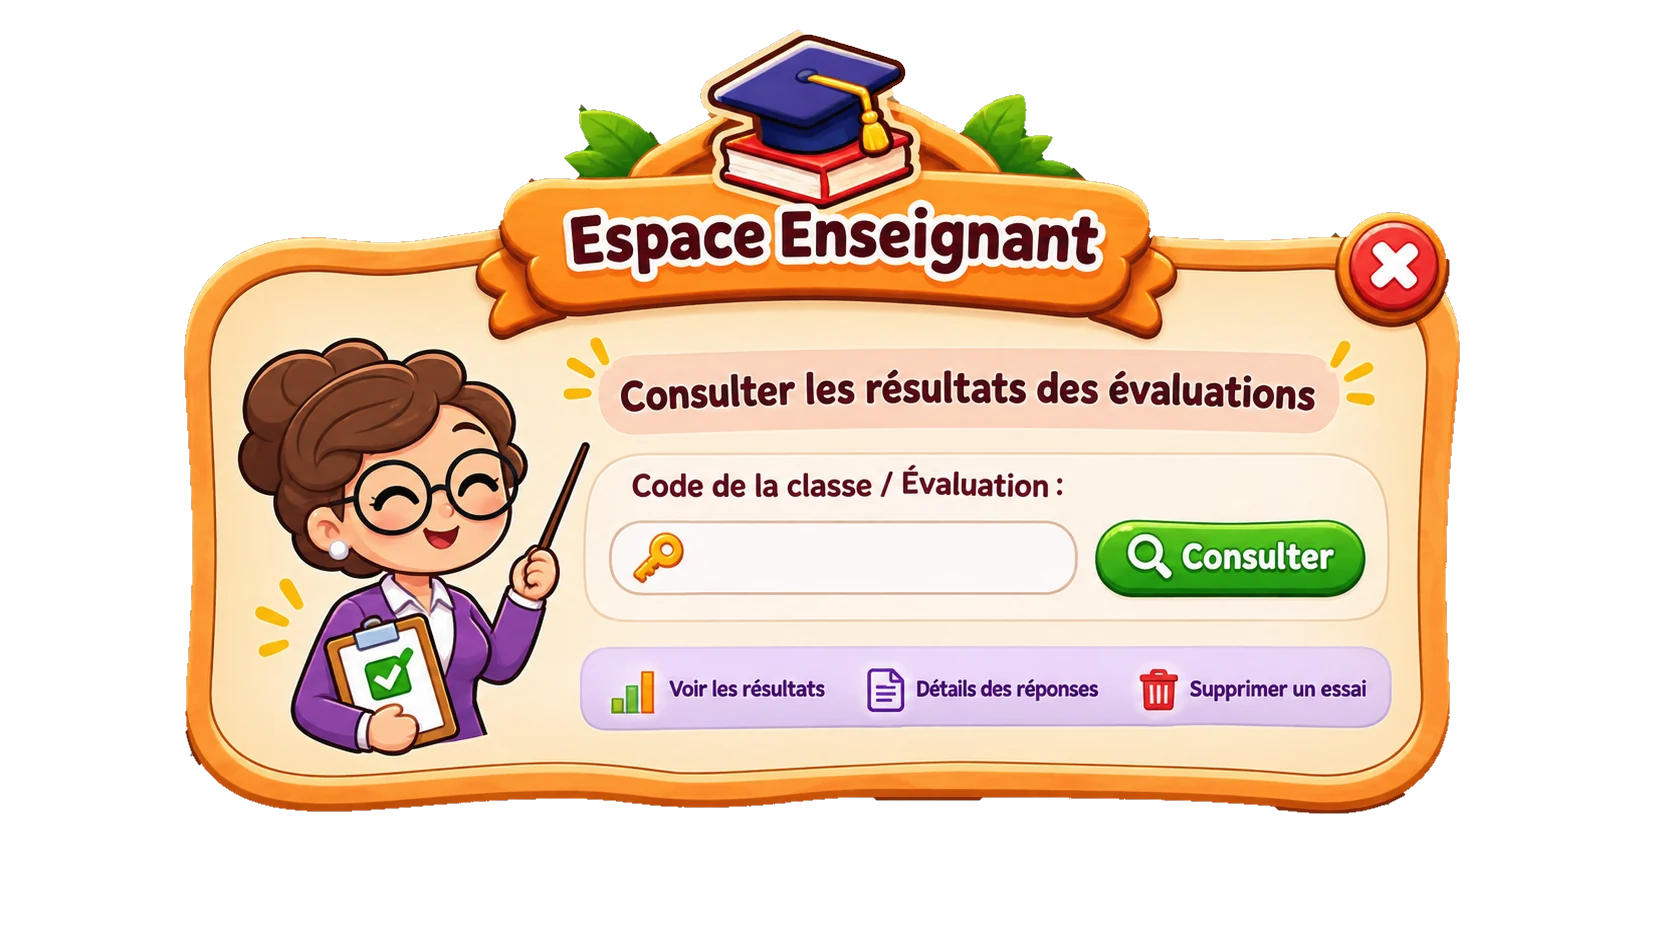 Espace Enseignant
Consulter les résultats des évaluations
Code de la classe / Évaluation :
Consulter
Voir les résultats
Détails des réponses
Supprimer un essai